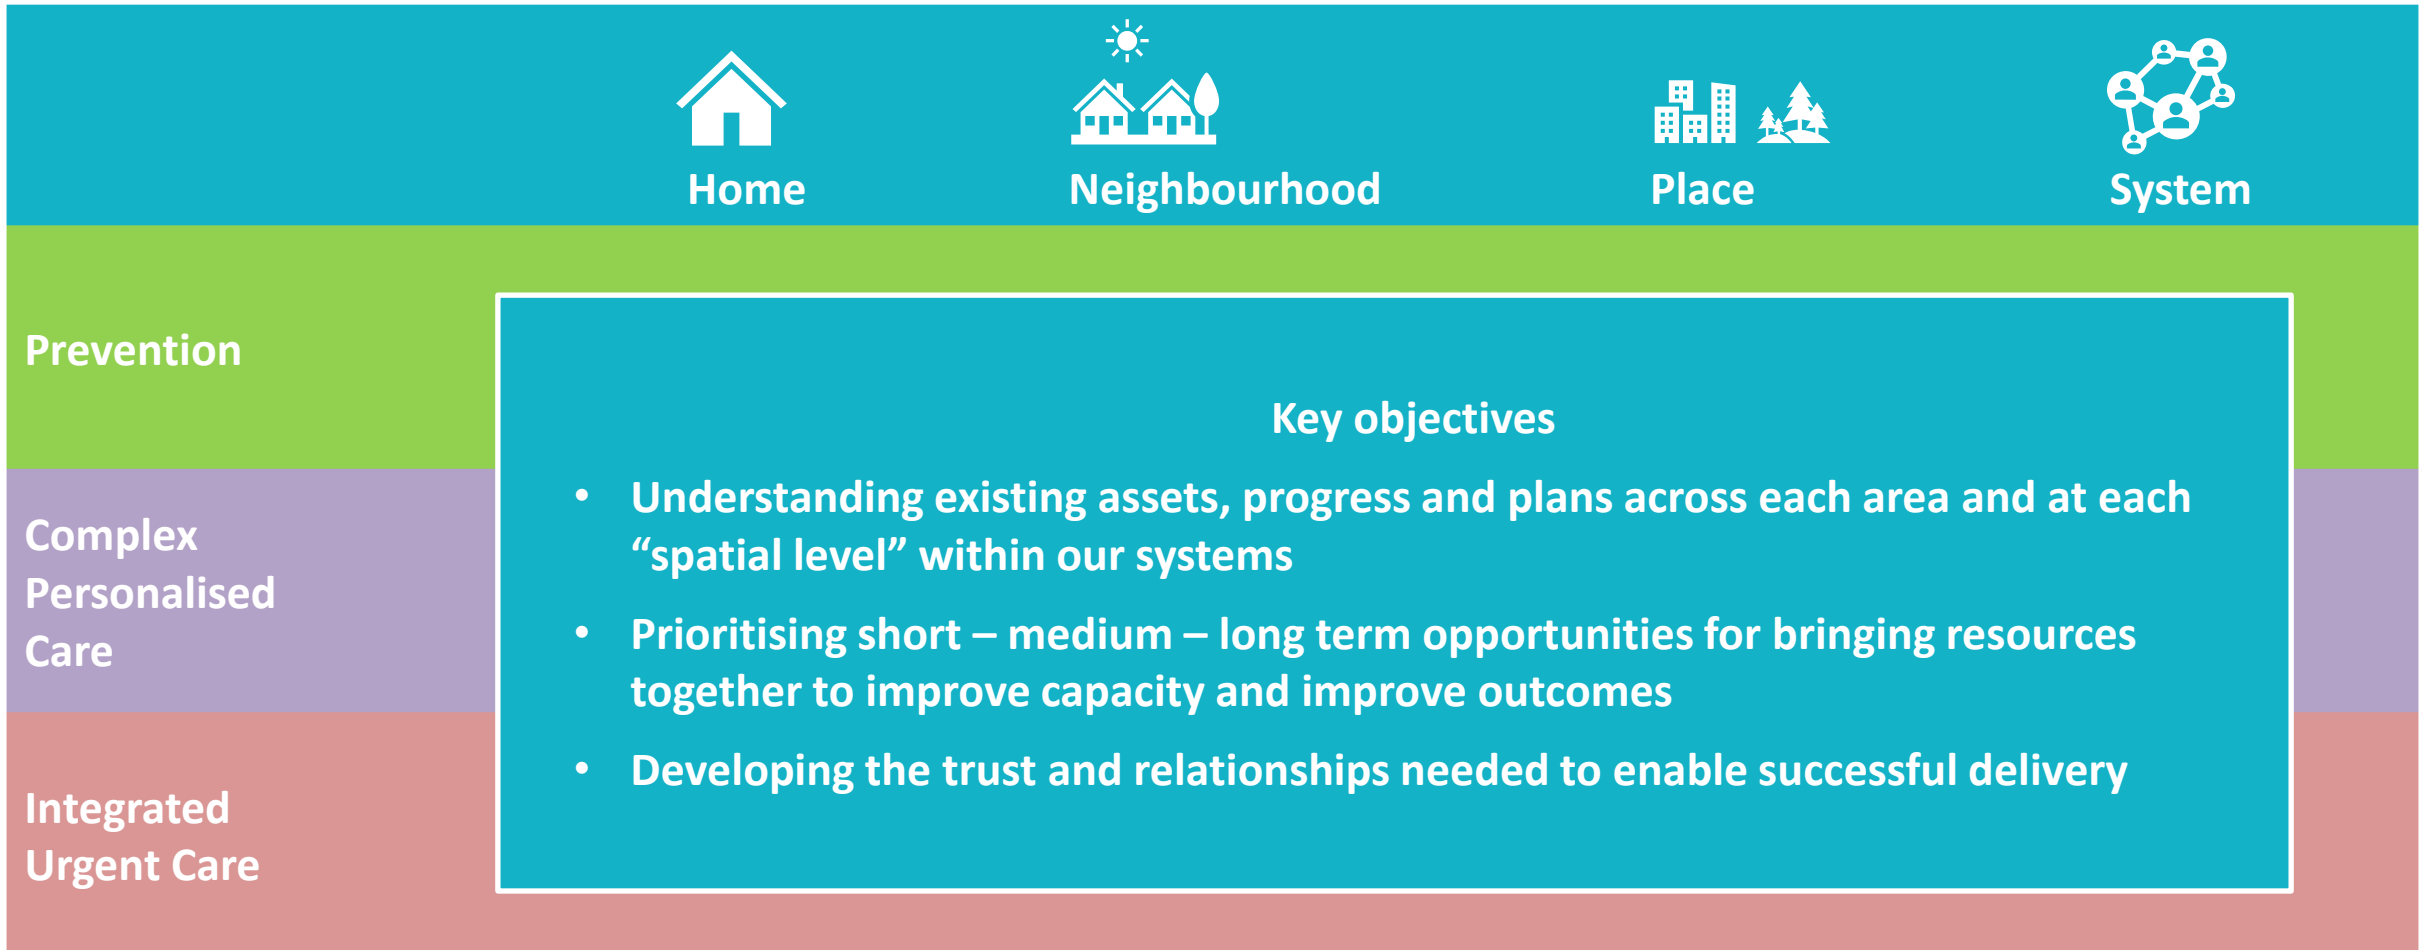 Home
Neighbourhood
Place
System
Prevention
Complex
Personalised
Care
Integrated
Urgent Care
Key objectives
• Understanding existing assets, progress and plans across each area and at each
“spatial level” within our systems
• Prioritising short – medium – long term opportunities for bringing resources
together to improve capacity and improve outcomes
• Developing the trust and relationships needed to enable successful delivery